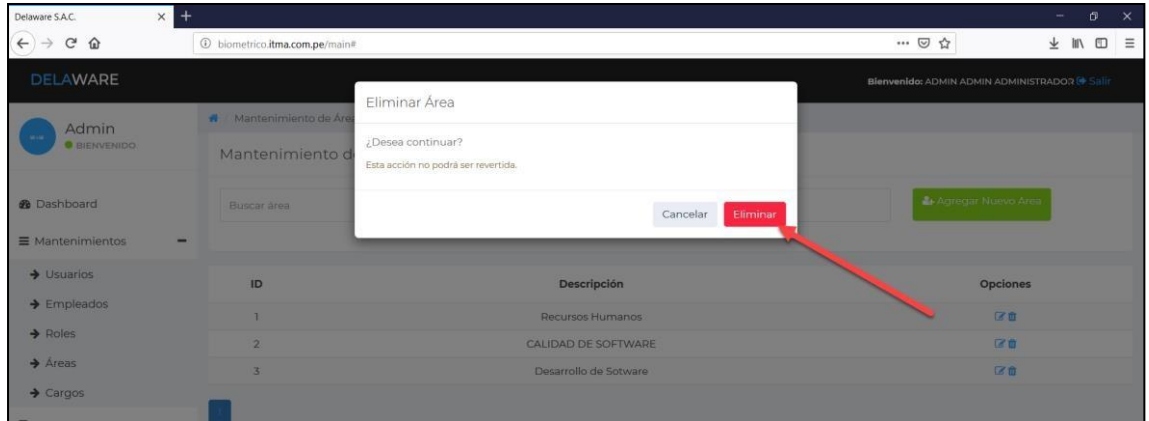 Delaware S.A.C.
biometrico.itma.com.pe/main#
DELAWARE
Bienvenido: ADMIN ADMIN ADMINISTRADOR Salir
Admin
BIENVENIDO
Mantenimiento de Área
Mantenimiento d
Eliminar Área
¿Desea continuar?
Esta acción no podrá ser revertida.
Cancelar Eliminar
Buscar área
Agregar Nuevo Area
Dashboard
Mantenimientos
Usuarios
Empleados
Roles
Áreas
Cargos
ID Descripción Opciones
1 Recursos Humanos
2 CALIDAD DE SOFTWARE
3 Desarrollo de Sotware
1